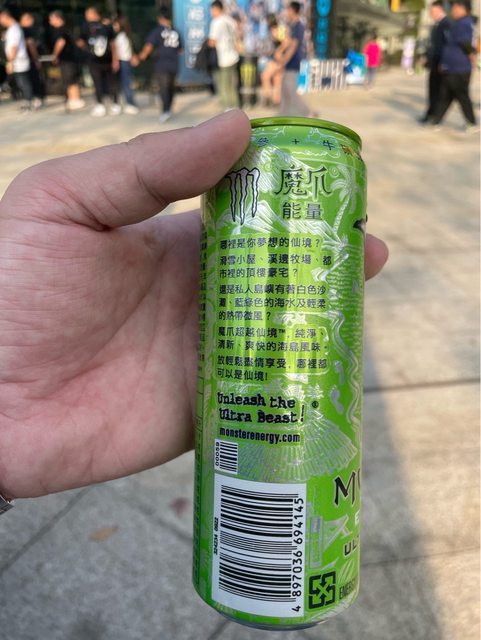 參 + 牛
魔爪
能量
哪裡是你夢想的仙境？
滑雪小屋、溪邊牧場、都
市裡的頂樓豪宅？
還是私人島嶼有著白色沙
灘，藍綠色的海水及輕柔
的熱帶微風？
魔爪超越仙境™，純淨、
清新、爽快的海島風味，
放輕鬆盡情享受，哪裡都
可以是仙境!
Unleash the
Ultra Beast! ®
monsterenergy.com
00059
4 897036 694145
M
E
UL
ENERGY